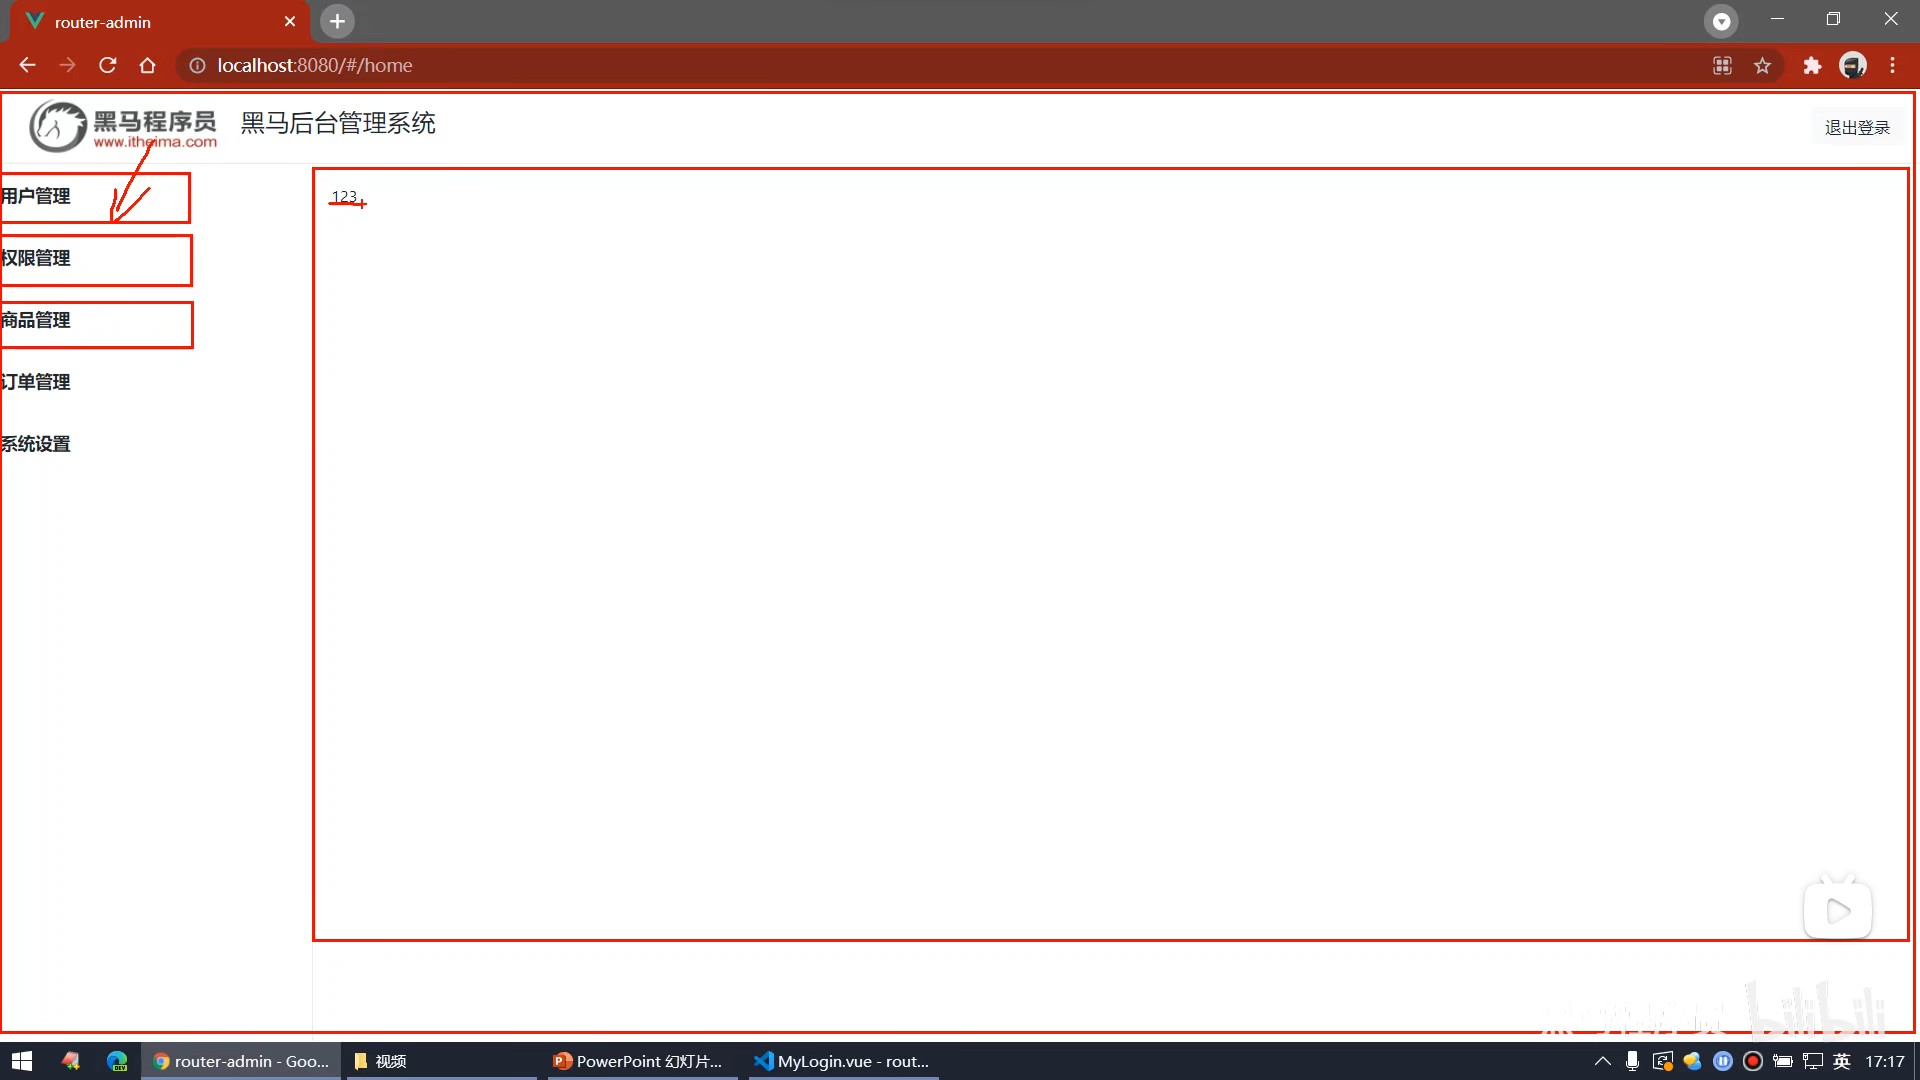 router-admin
localhost:8080/#/home
黑马程序员
www.itheima.com
黑马后台管理系统
退出登录
用户管理
123
权限管理
商品管理
订单管理
系统设置
bilibili
router-admin - Goo...
视频
PowerPoint 幻灯片...
MyLogin.vue - rout...
英
17:17